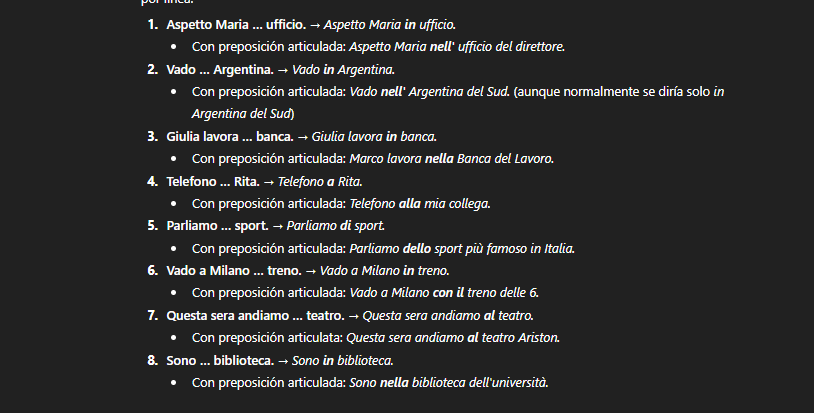 por línea.
1. Aspetto Maria ... ufficio. → Aspetto Maria in ufficio.
• Con preposición articulada: Aspetto Maria nell' ufficio del direttore.
2. Vado ... Argentina. → Vado in Argentina.
• Con preposición articulada: Vado nell' Argentina del Sud. (aunque normalmente se diría solo in
Argentina del Sud)
3. Giulia lavora ... banca. → Giulia lavora in banca.
• Con preposición articulada: Marco lavora nella Banca del Lavoro.
4. Telefono ... Rita. → Telefono a Rita.
• Con preposición articulada: Telefono alla mia collega.
5. Parliamo ... sport. → Parliamo di sport.
• Con preposición articulada: Parliamo dello sport più famoso in Italia.
6. Vado a Milano ... treno. → Vado a Milano in treno.
• Con preposición articulada: Vado a Milano con il treno delle 6.
7. Questa sera andiamo ... teatro. → Questa sera andiamo al teatro.
• Con preposición articulata: Questa sera andiamo al teatro Ariston.
8. Sono ... biblioteca. → Sono in biblioteca.
• Con preposición articulada: Sono nella biblioteca dell'università.